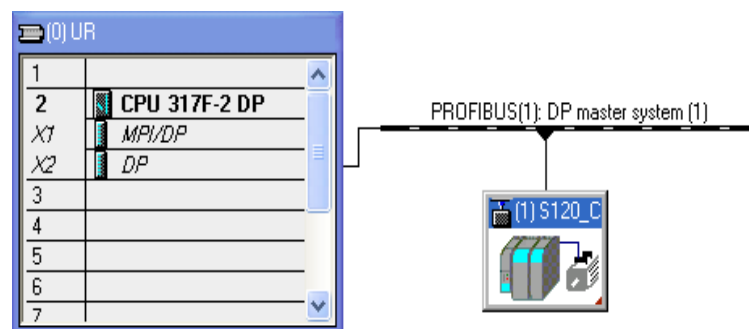 (0) UR
1
2 CPU 317F-2 DP
X1 MPI/DP
X2 DP
3
4
5
6
7
PROFIBUS(1): DP master system (1)
(1) S120_C